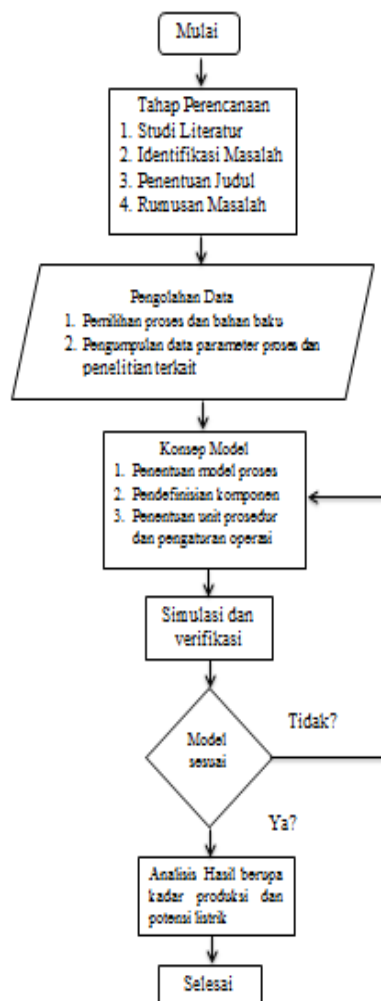 Mulai
Tahap Perencanaan
1. Studi Literatur
2. Identifikasi Masalah
3. Penentuan Judul
4. Rumusan Masalah
Pengolahan Data
1. Pemilihan proses dan bahan baku
2. Pengumpulan data parameter proses dan
penelitian terkait
Konsep Model
1. Penentuan model proses
2. Pendefinisian komponen
3. Penentuan unit prosedur
dan pengaturan operasi
Simulasi dan
verifikasi
Tidak?
Model
sesuai
Ya?
Analisis Hasil berupa
kadar produksi dan
potensi listrik
Selesai